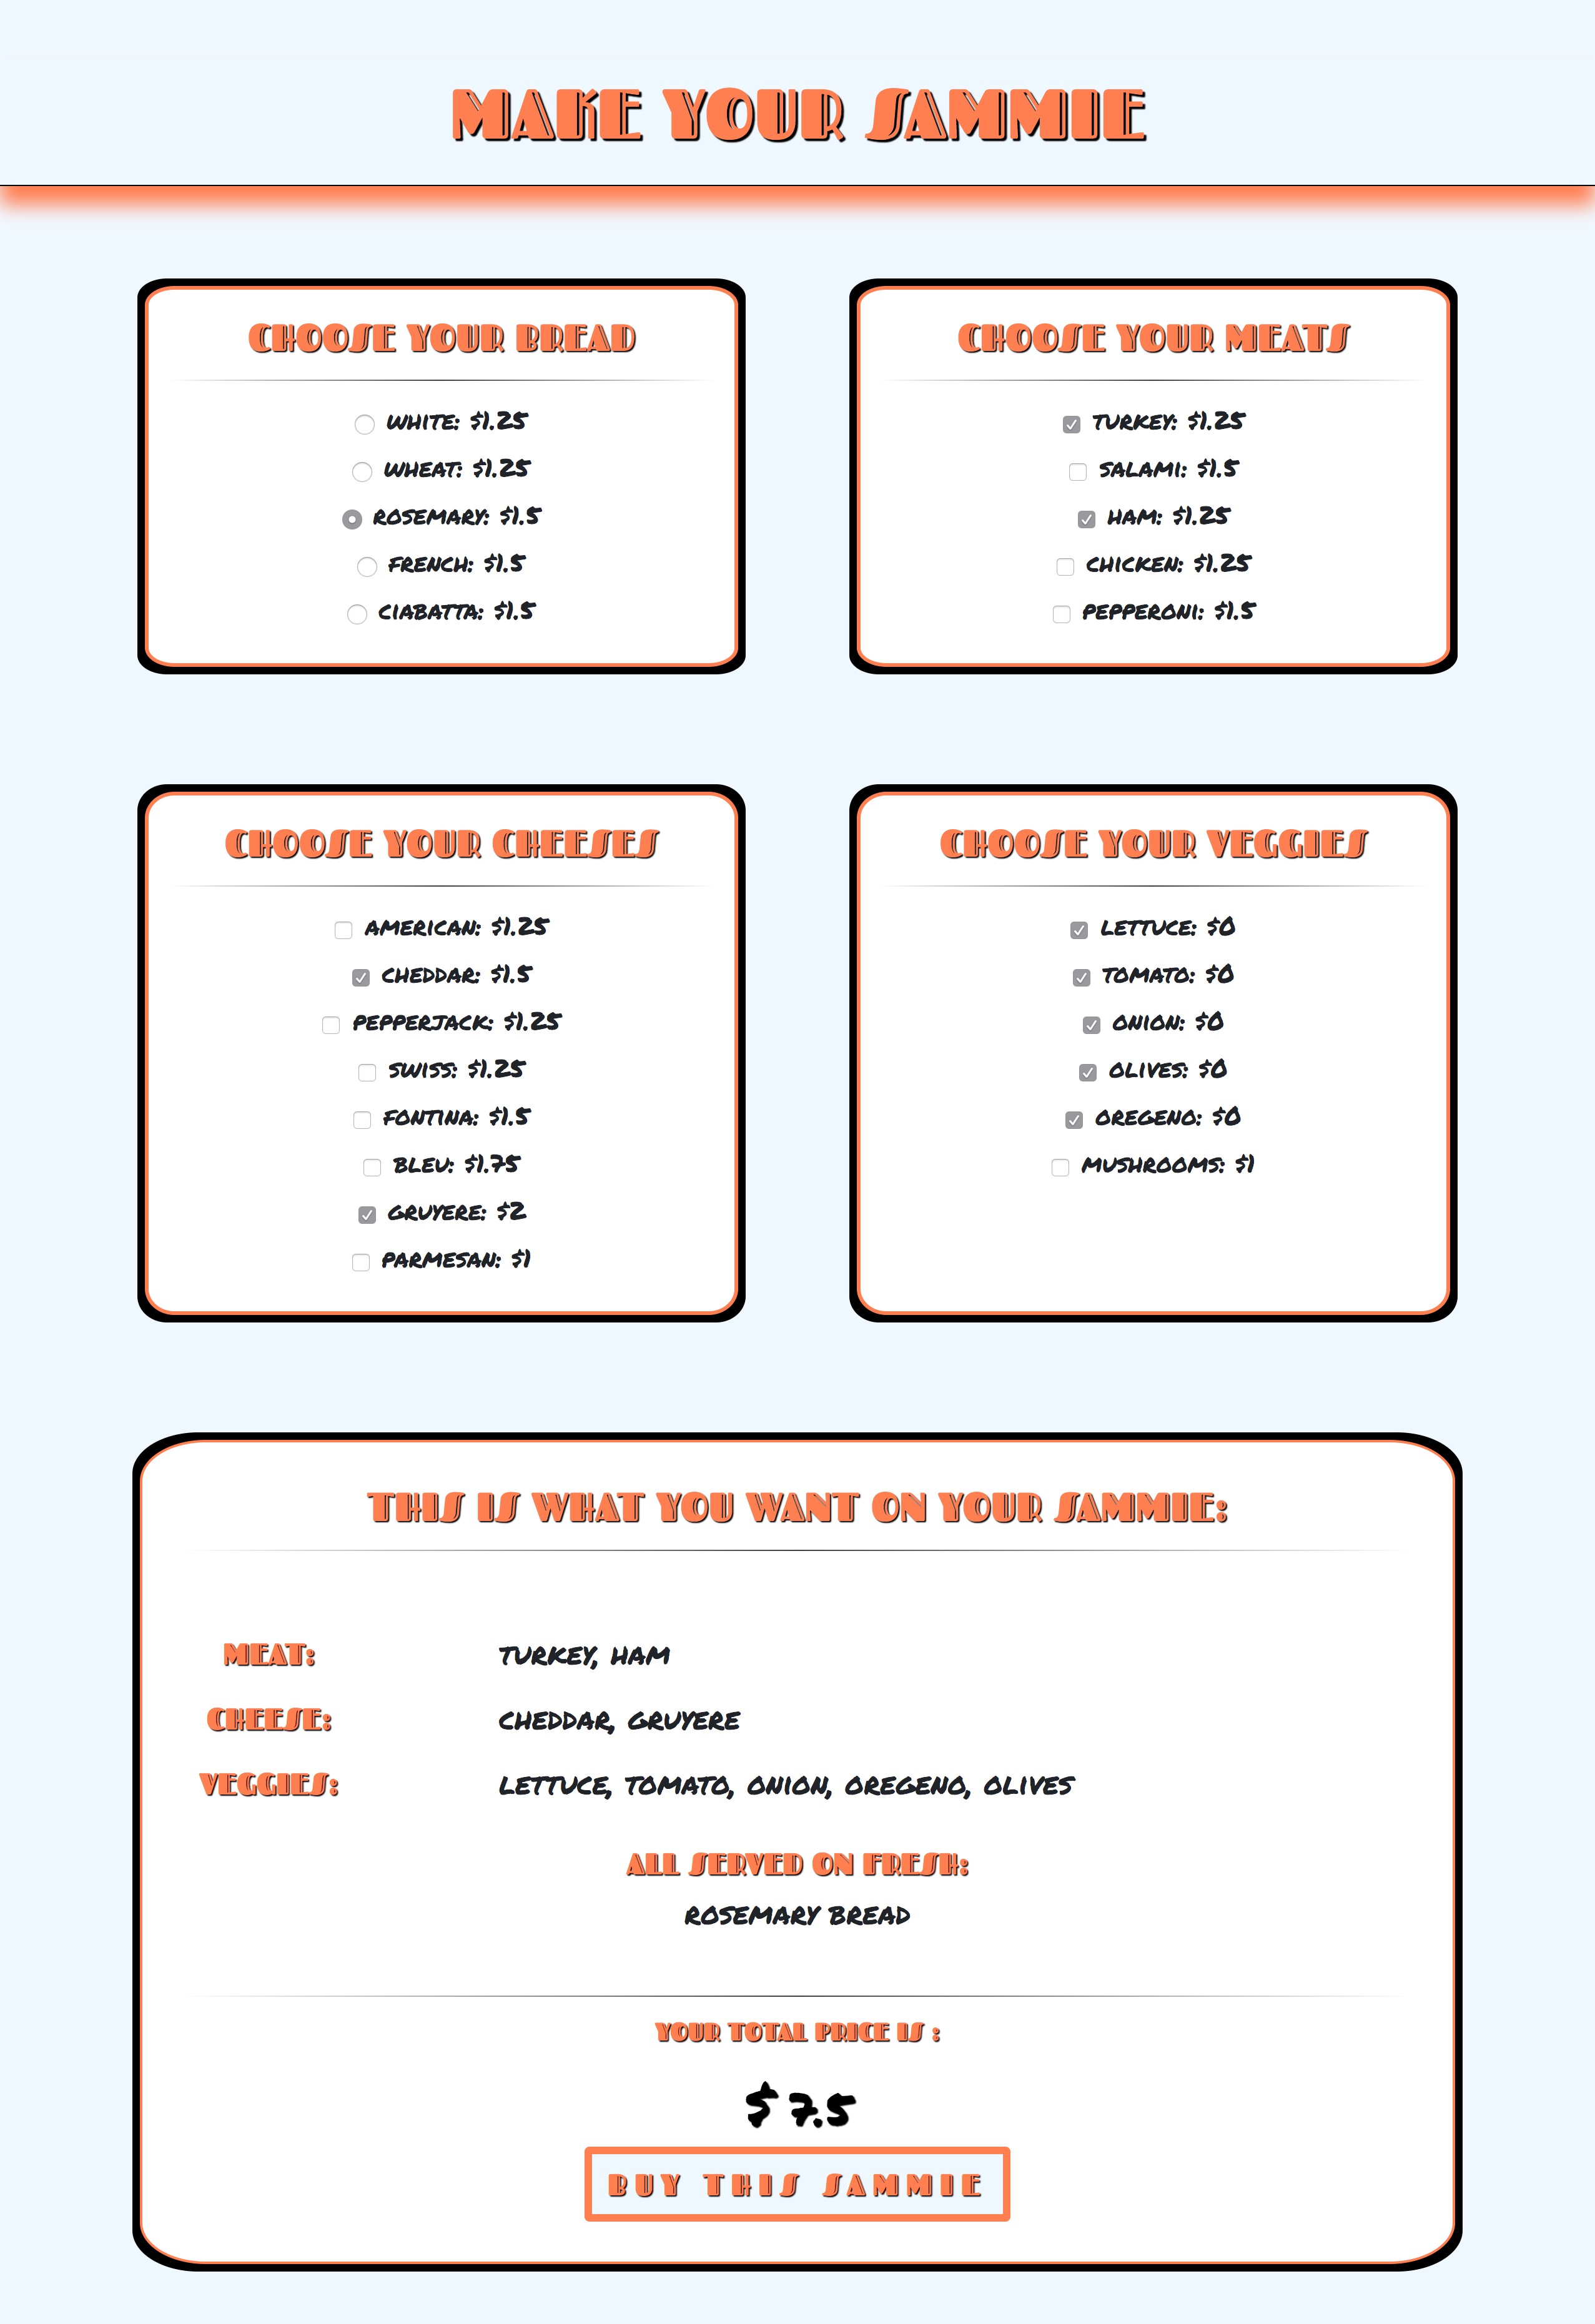 MAKE YOUR SAMMIE
CHOOSE YOUR BREAD
WHITE: $1.25
WHEAT: $1.25
ROSEMARY: $1.5
FRENCH: $1.5
CIABATTA: $1.5
CHOOSE YOUR MEATS
TURKEY: $1.25
SALAMI: $1.5
HAM: $1.25
CHICKEN: $1.25
PEPPERONI: $1.5
CHOOSE YOUR CHEESES
AMERICAN: $1.25
CHEDDAR: $1.5
PEPPERJACK: $1.25
SWISS: $1.25
FONTINA: $1.5
BLEU: $1.75
GRUYERE: $2
PARMESAN: $1
CHOOSE YOUR VEGGIES
LETTUCE: $0
TOMATO: $0
ONION: $0
OLIVES: $0
OREGENO: $0
MUSHROOMS: $1
THIS IS WHAT YOU WANT ON YOUR SAMMIE:
MEAT: TURKEY, HAM
CHEESE: CHEDDAR, GRUYERE
VEGGIES: LETTUCE, TOMATO, ONION, OREGENO, OLIVES
ALL SERVED ON FRESH:
ROSEMARY BREAD
YOUR TOTAL PRICE IS :
$ 7.5
BUY THIS SAMMIE